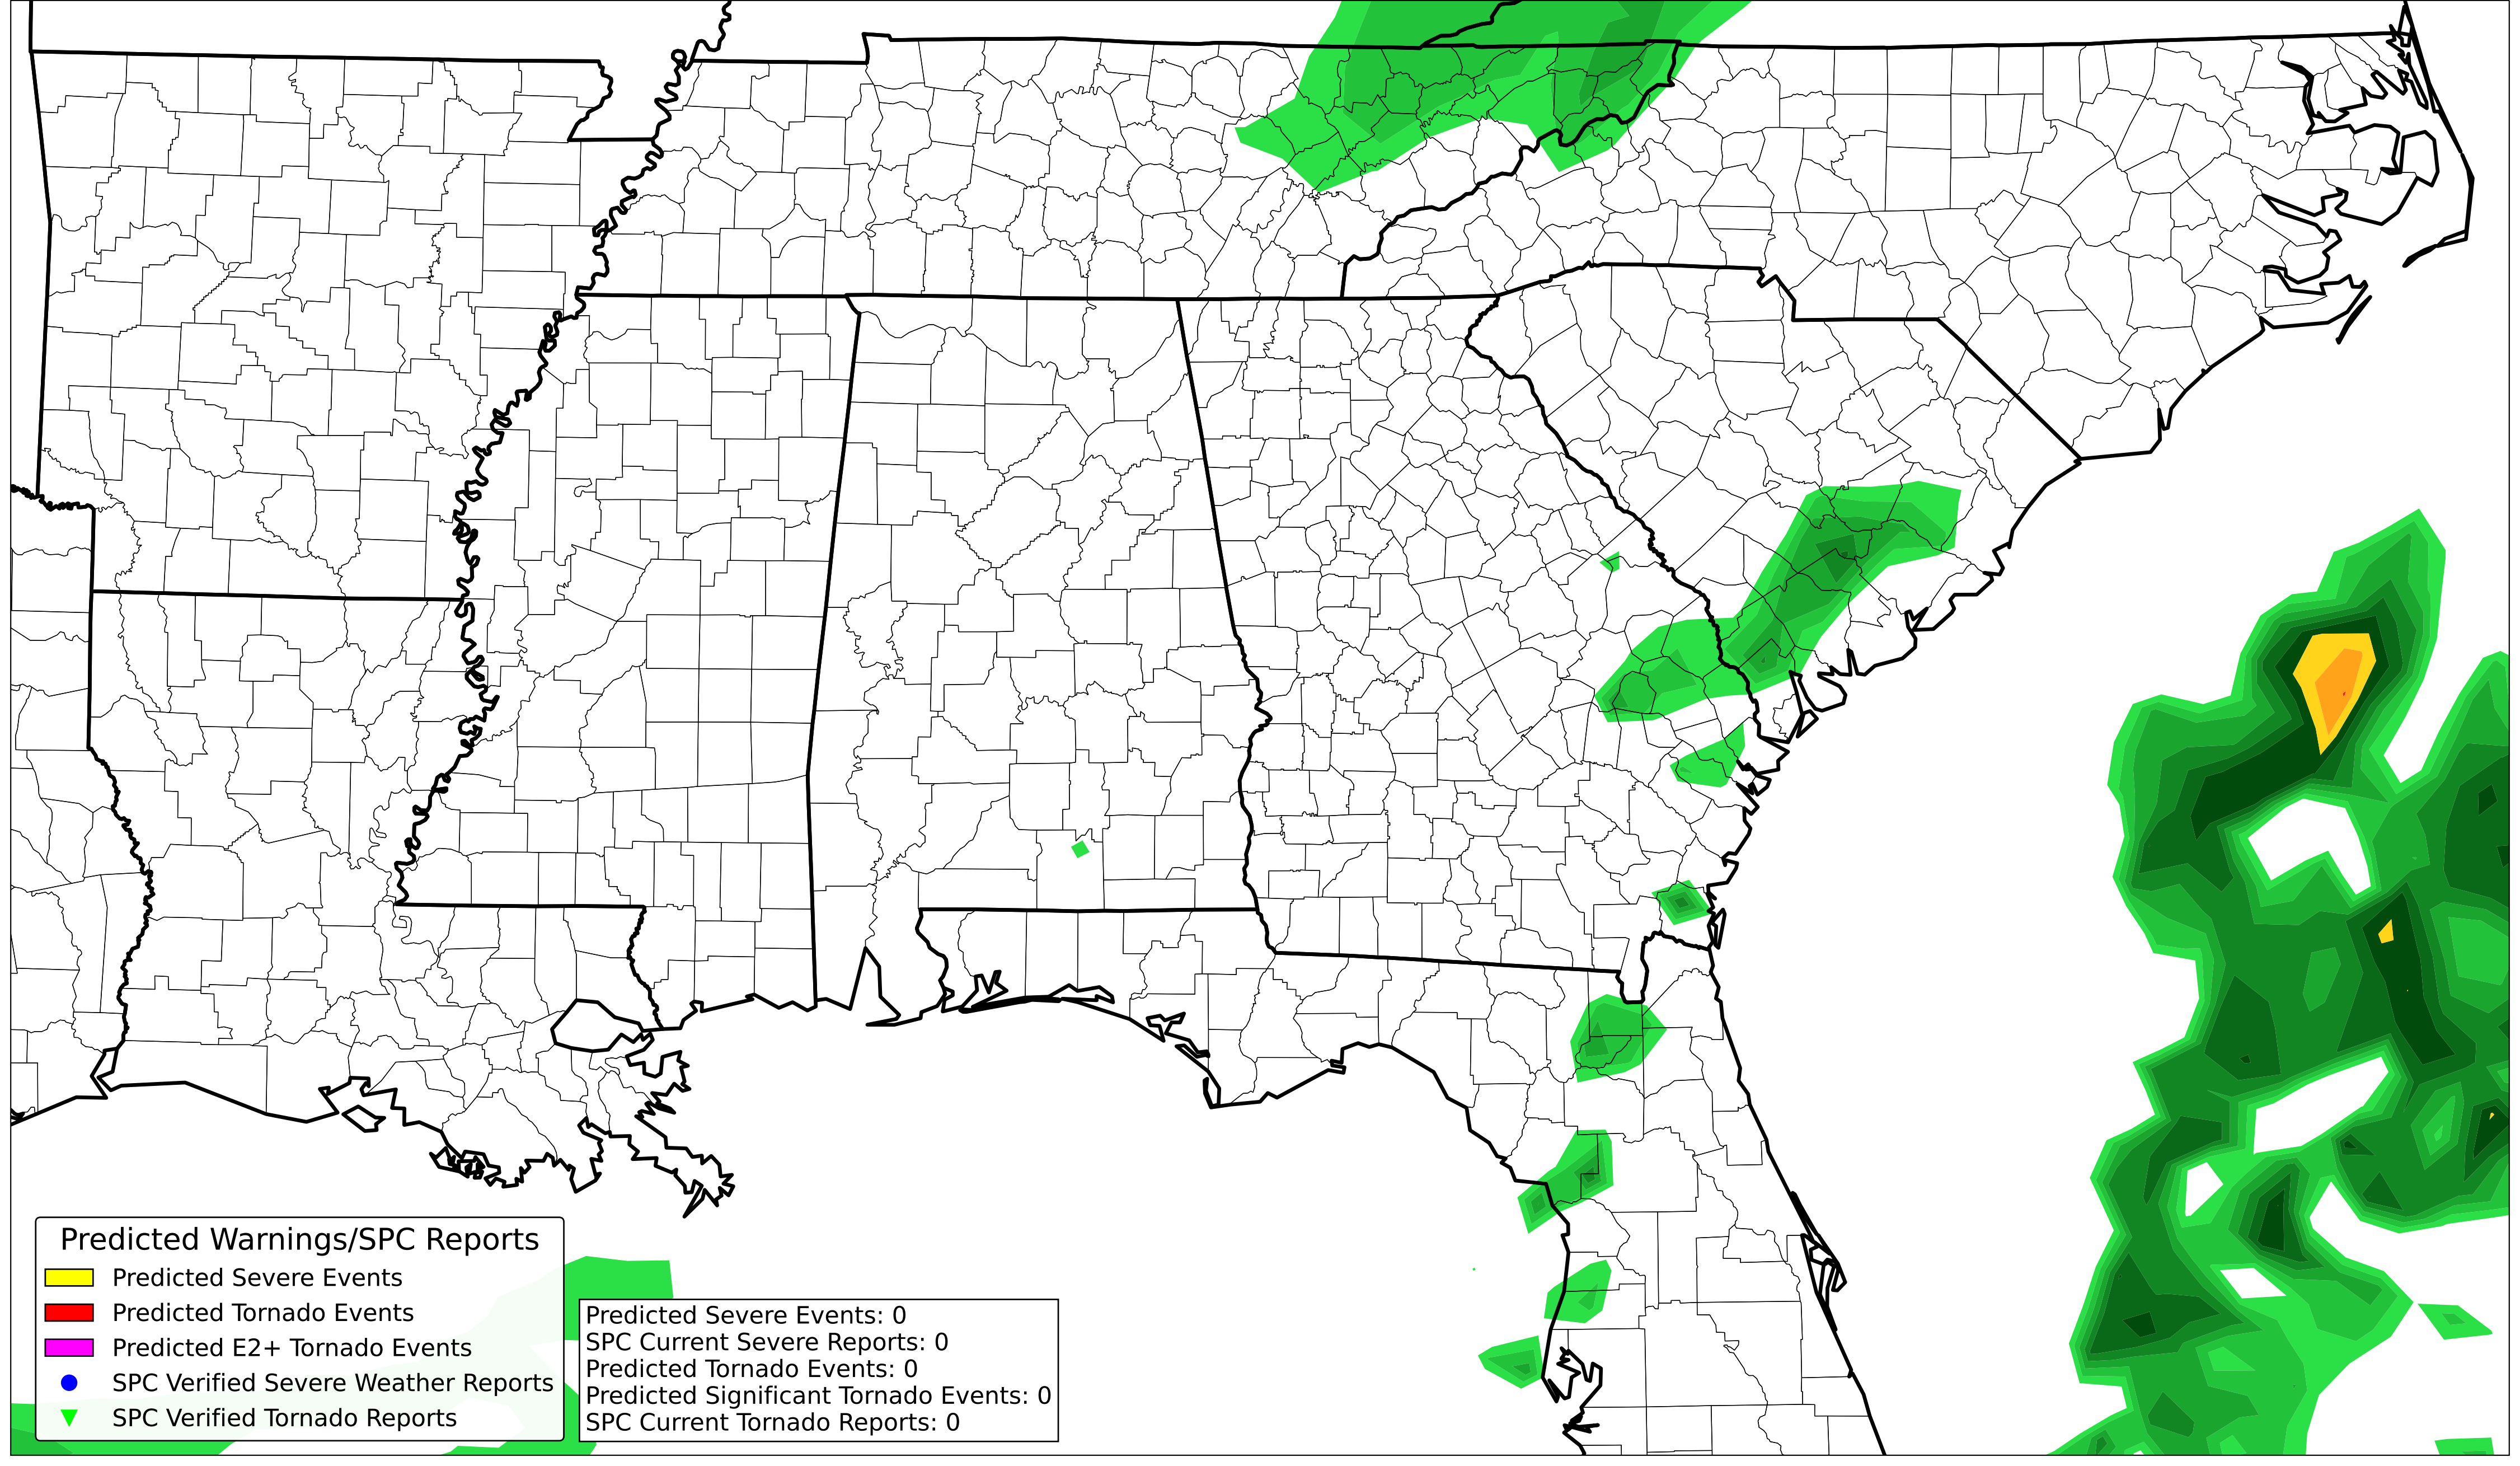 Predicted Warnings/SPC Reports
Predicted Severe Events
Predicted Tornado Events
Predicted E2+ Tornado Events
SPC Verified Severe Weather Reports
SPC Verified Tornado Reports
Predicted Severe Events: 0
SPC Current Severe Reports: 0
Predicted Tornado Events: 0
Predicted Significant Tornado Events: 0
SPC Current Tornado Reports: 0